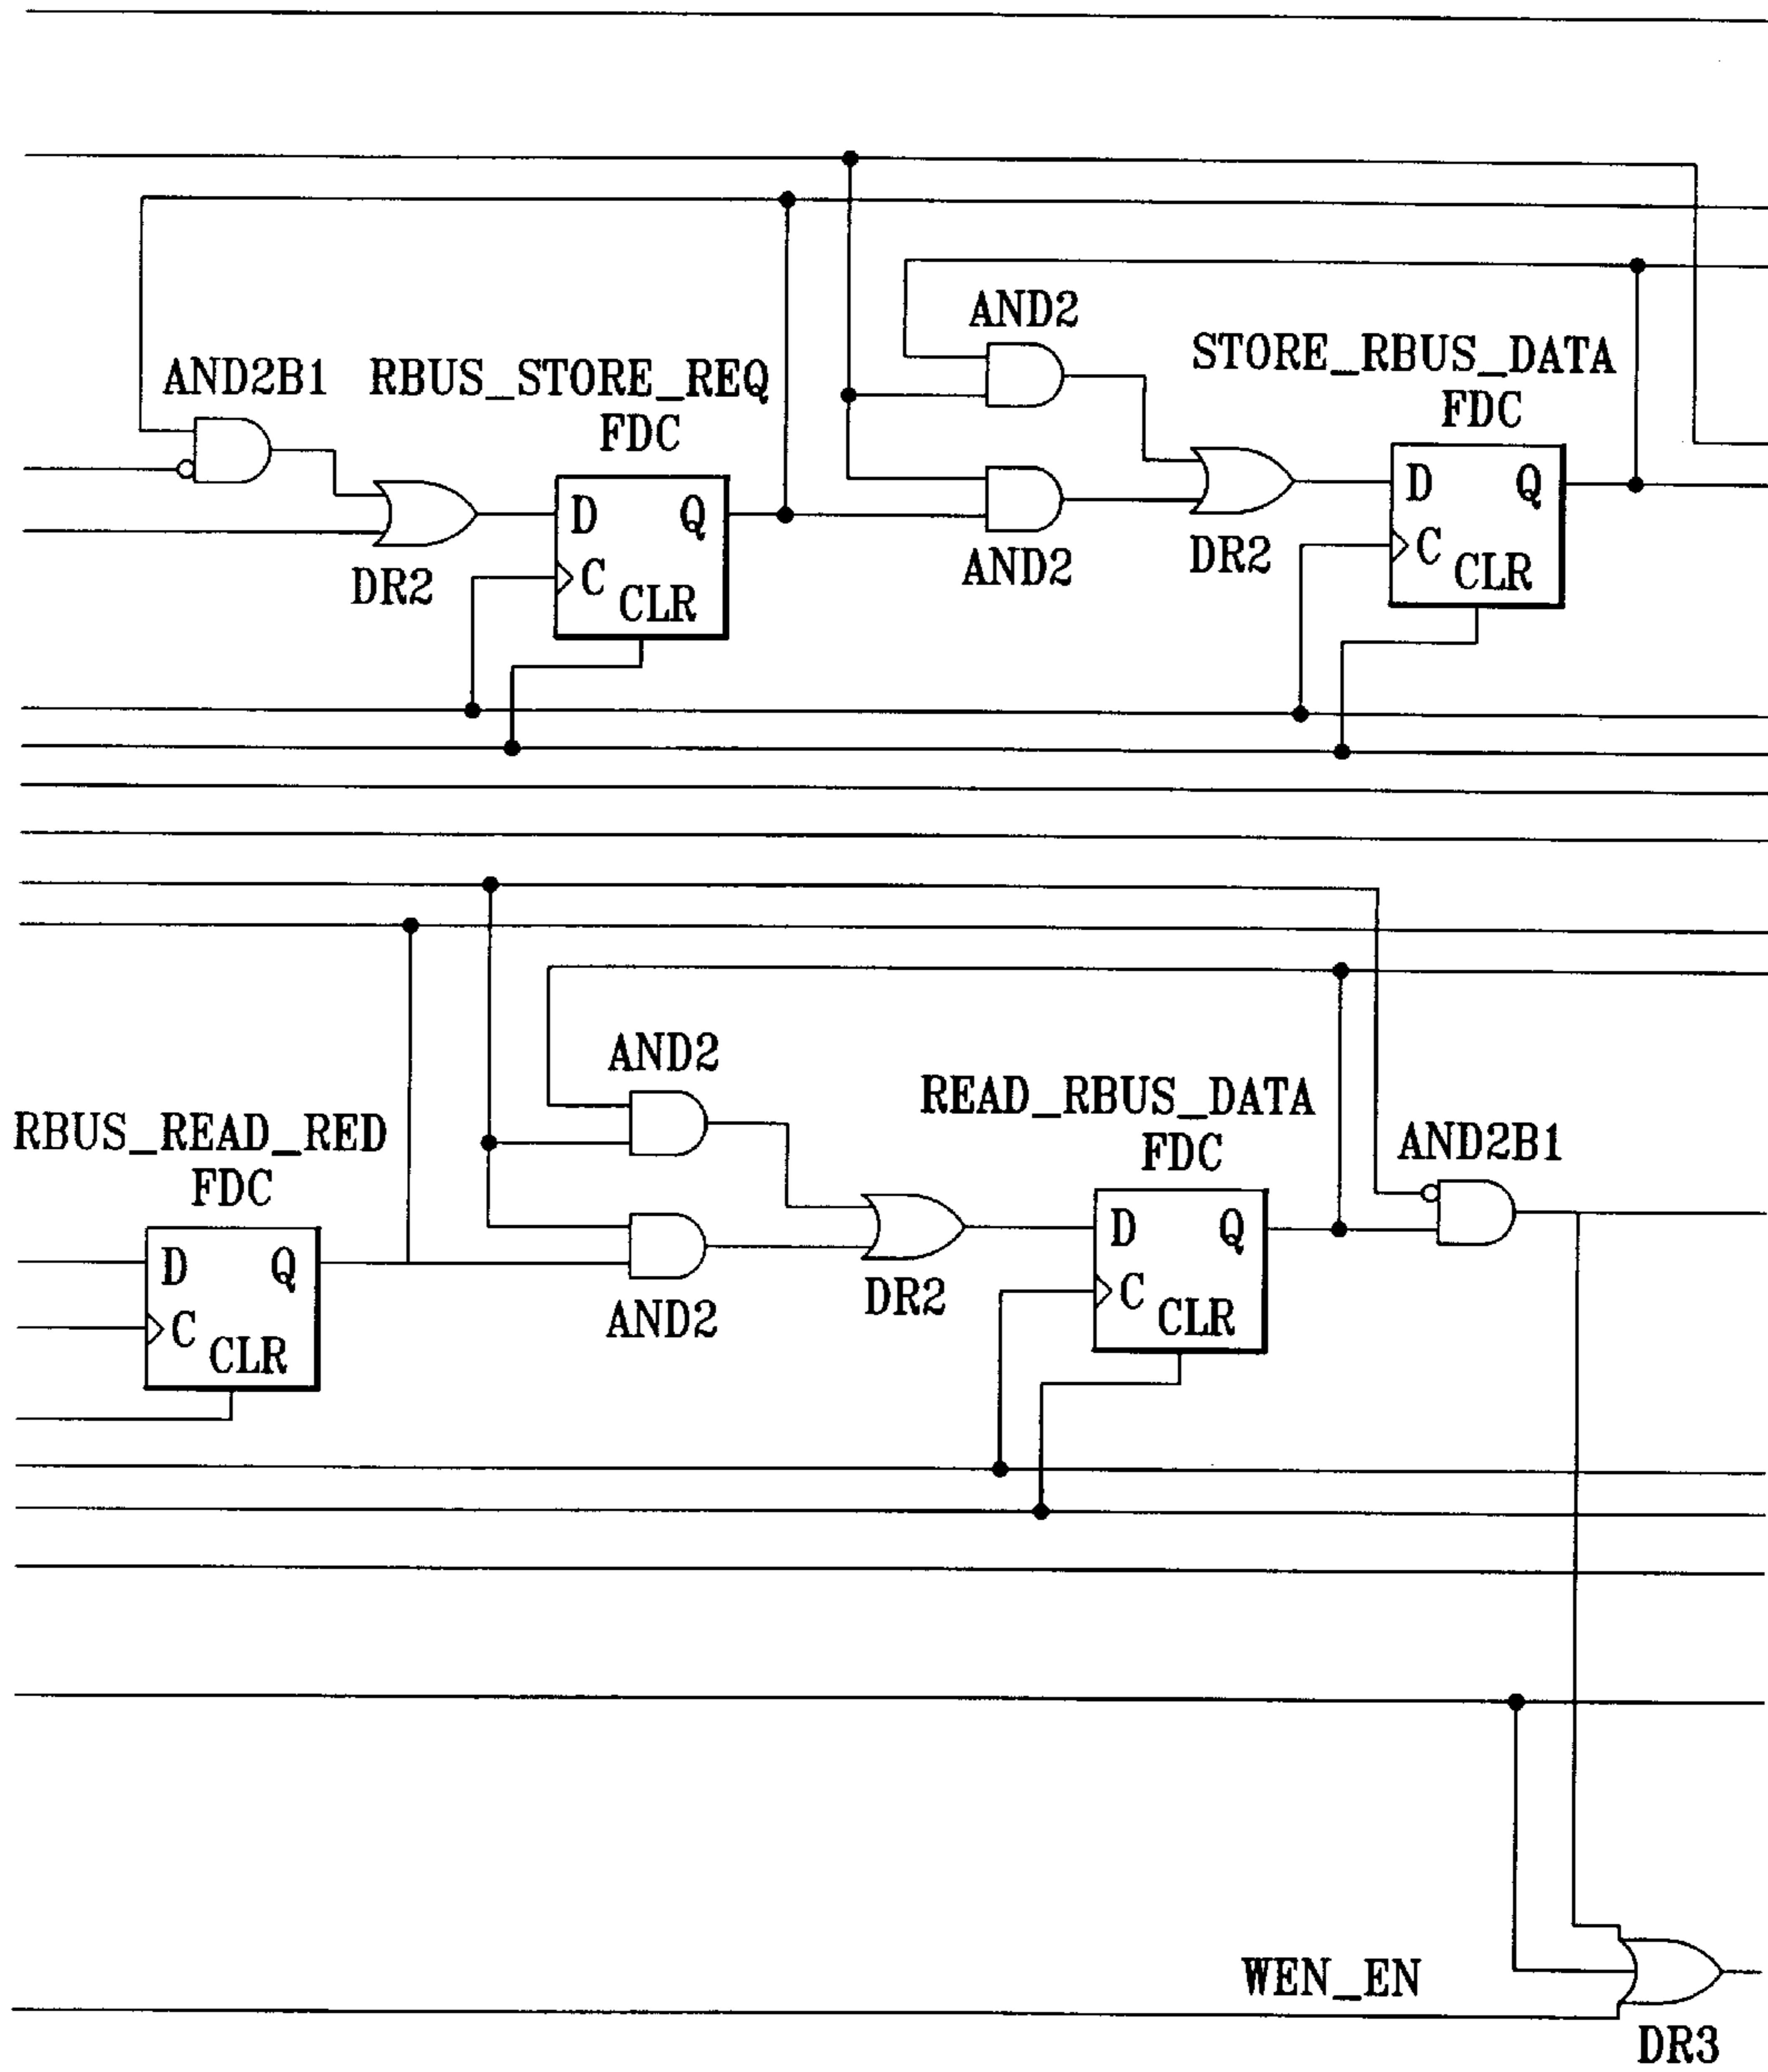 AND2
STORE_RBUS_DATA
AND2B1 RBUS_STORE_REQ
FDC
FDC
D Q
D Q
C
AND2
DR2
CLR
DR2
C
CLR
AND2
READ_RBUS_DATA
RBUS_READ_RED
AND2B1
FDC
FDC
D Q
D Q
DR2
C
AND2
CLR
C
CLR
WEN_EN
DR3